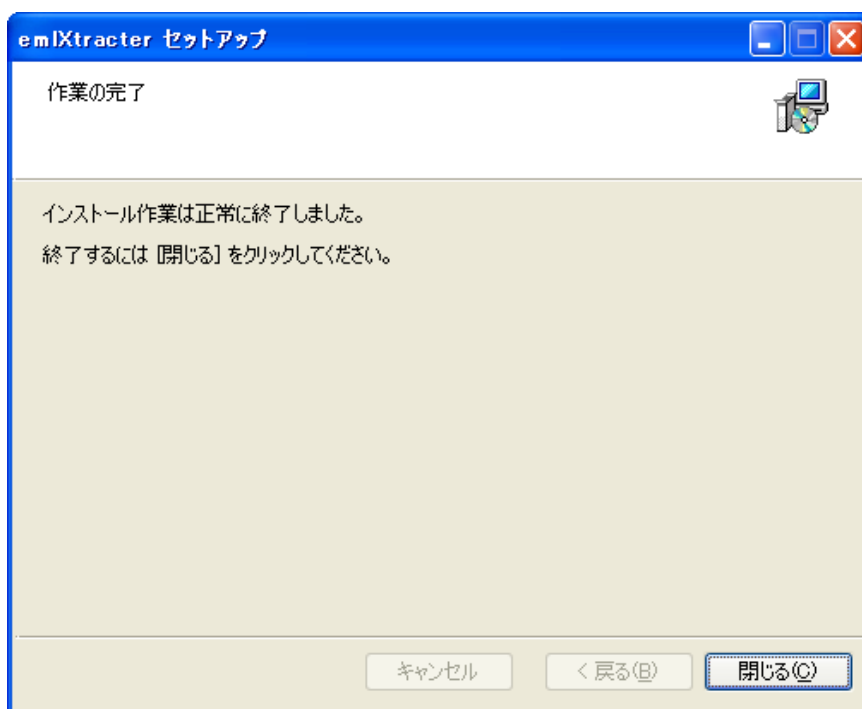 emlXtracter セットアップ
作業の完了
インストール作業は正常に終了しました。
終了するには [閉じる] をクリックしてください。
キャンセル
< 戻る(B)
閉じる(C)